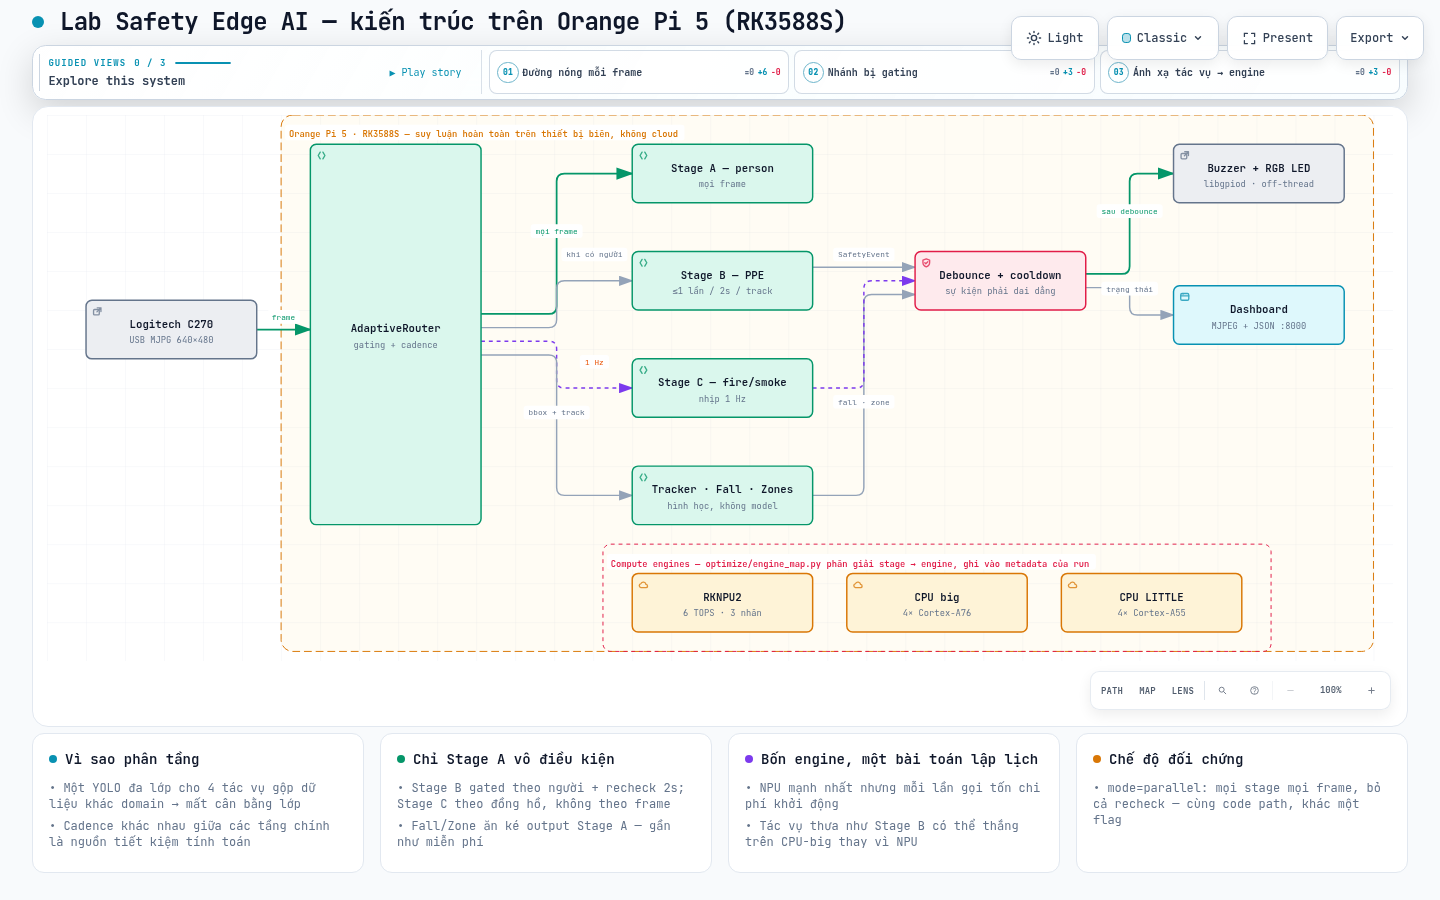 Lab Safety Edge AI — kiến trúc trên Orange Pi 5 (RK3588S)
Light
Classic
Present
Export
GUIDED VIEWS 0 / 3
Explore this system
▶ Play story
01 Đường nóng mỗi frame ≡0 +6 -0
02 Nhánh bị gating ≡0 +3 -0
03 Ánh xạ tác vụ → engine ≡0 +3 -0
Orange Pi 5 · RK3588S — suy luận hoàn toàn trên thiết bị biên, không cloud
Logitech C270
USB MJPG 640×480
frame
AdaptiveRouter
gating + cadence
mọi frame
khi có người
1 Hz
bbox + track
Stage A — person
mọi frame
Stage B — PPE
≤1 lần / 2s / track
Stage C — fire/smoke
nhịp 1 Hz
Tracker · Fall · Zones
hình học, không model
SafetyEvent
fall · zone
Debounce + cooldown
sự kiện phải dai dẳng
sau debounce
trạng thái
Buzzer + RGB LED
libgpiod · off-thread
Dashboard
MJPEG + JSON :8000
Compute engines — optimize/engine_map.py phân giải stage → engine, ghi vào metadata của run
RKNPU2
6 TOPS · 3 nhân
CPU big
4× Cortex-A76
CPU LITTLE
4× Cortex-A55
PATH
MAP
LENS
−
100%
+
Vì sao phân tầng
• Một YOLO đa lớp cho 4 tác vụ gộp dữ
liệu khác domain → mất cân bằng lớp
• Cadence khác nhau giữa các tầng chính
là nguồn tiết kiệm tính toán
Chỉ Stage A vô điều kiện
• Stage B gated theo người + recheck 2s;
Stage C theo đồng hồ, không theo frame
• Fall/Zone ăn ké output Stage A — gần
như miễn phí
Bốn engine, một bài toán lập lịch
• NPU mạnh nhất nhưng mỗi lần gọi tốn chi
phí khởi động
• Tác vụ thưa như Stage B có thể thắng
trên CPU-big thay vì NPU
Chế độ đối chứng
• mode=parallel: mọi stage mọi frame, bỏ
cả recheck — cùng code path, khác một
flag